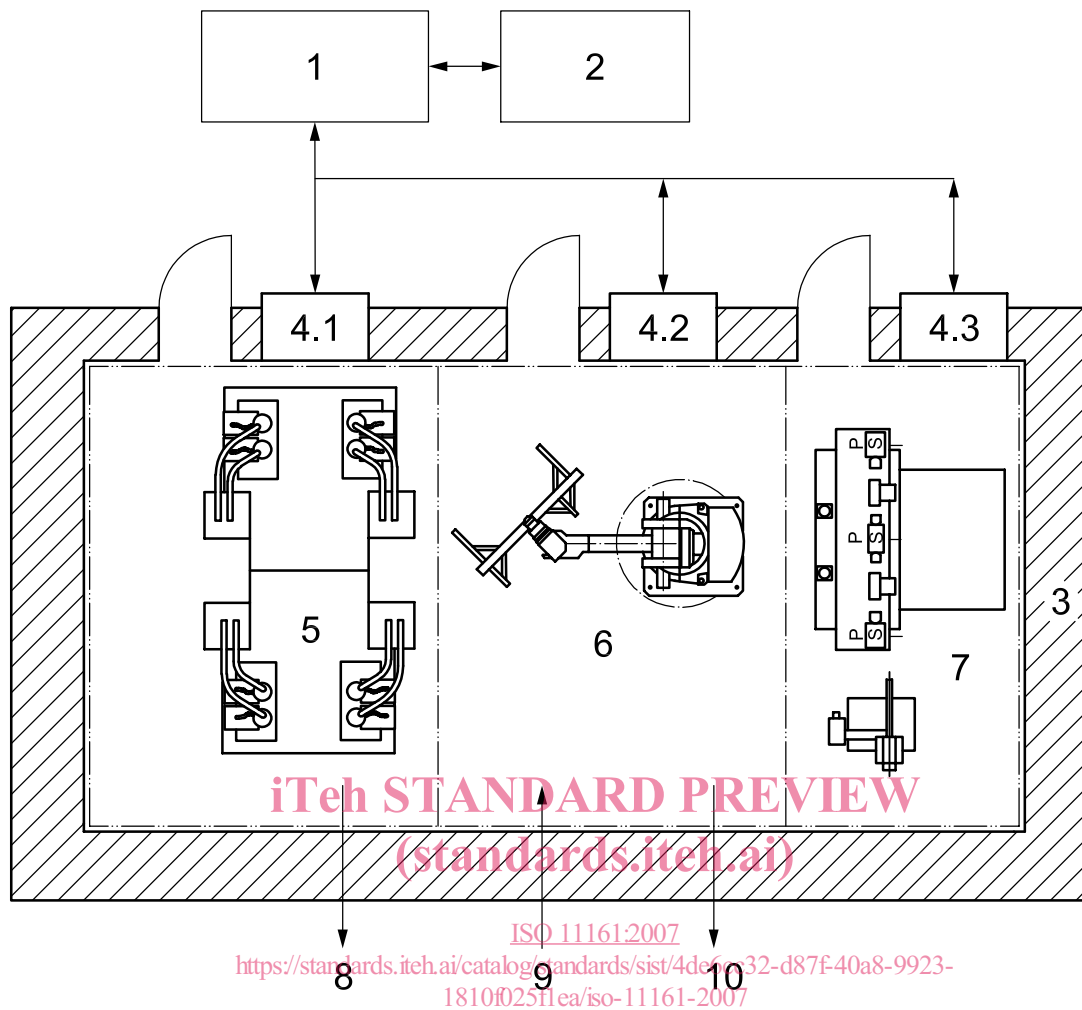 1
2
4.1
4.2
4.3
P
S
P
S
P
S
3
5
6
7
iTeh STANDARD PREVIEW
(standards.iteh.ai)
8
9
10
ISO 11161:2007
https://standards.iteh.ai/catalog/standards/sist/4de6ec32-d87f-40a8-9923-
1810f025f1ea/iso-11161-2007